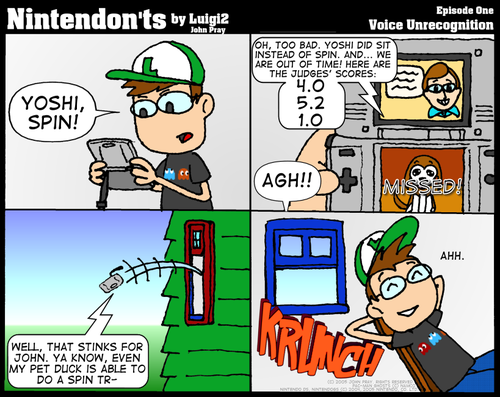 Nintendon'ts by Luigi2
John Pray
Episode One
Voice Unrecognition
YOSHI,
SPIN!
L
OH, TOO BAD. YOSHI DID SIT
INSTEAD OF SPIN. AND... WE
ARE OUT OF TIME! HERE ARE
THE JUDGES' SCORES:
4.0
5.2
1.0
AGH!!
MISSED!
WELL, THAT STINKS FOR
JOHN. YA KNOW, EVEN
MY PET DUCK IS ABLE TO
DO A SPIN TR-
L
AHH.
KRUNCH